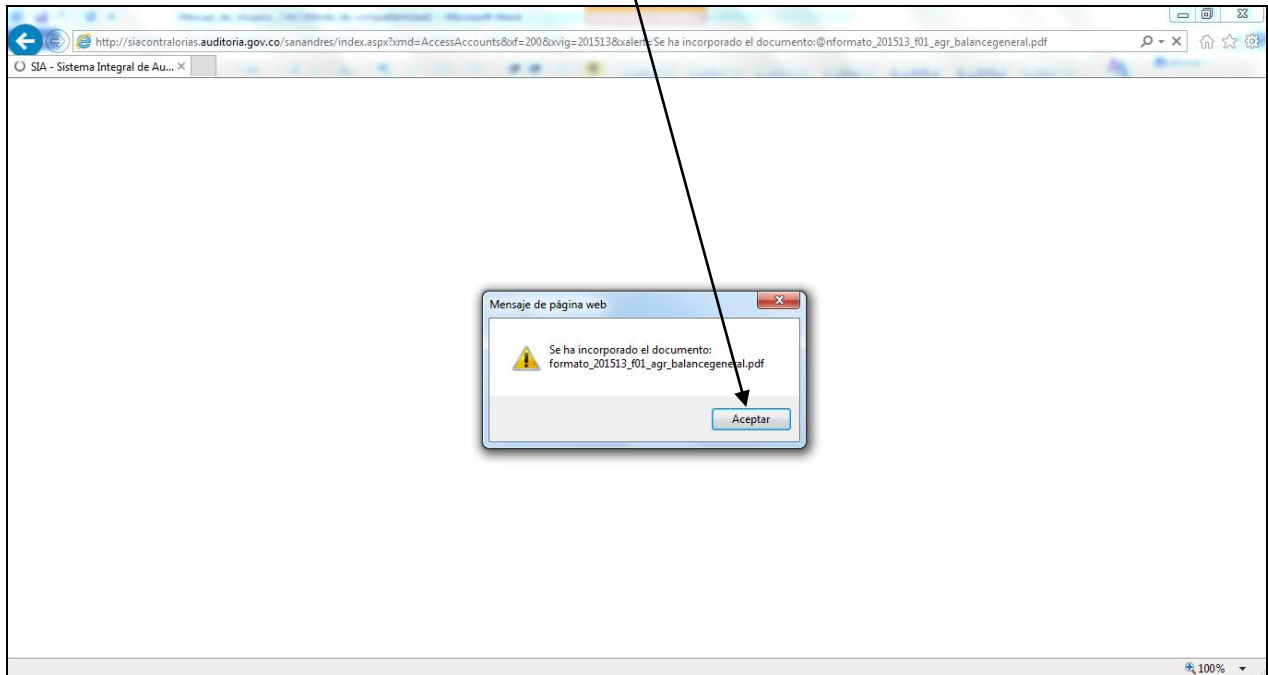 http://siacontralorias.auditoria.gov.co/sanandres/index.aspx?xmd=AccessAccounts&xf=200&xvig=201513&xalert=Se ha incorporado el documento:@nformato_201513_f01_agr_balancegeneral.pdf
SIA - Sistema Integral de Au...
Mensaje de página web
Se ha incorporado el documento:
formato_201513_f01_agr_balancegeneral.pdf
Aceptar
100%